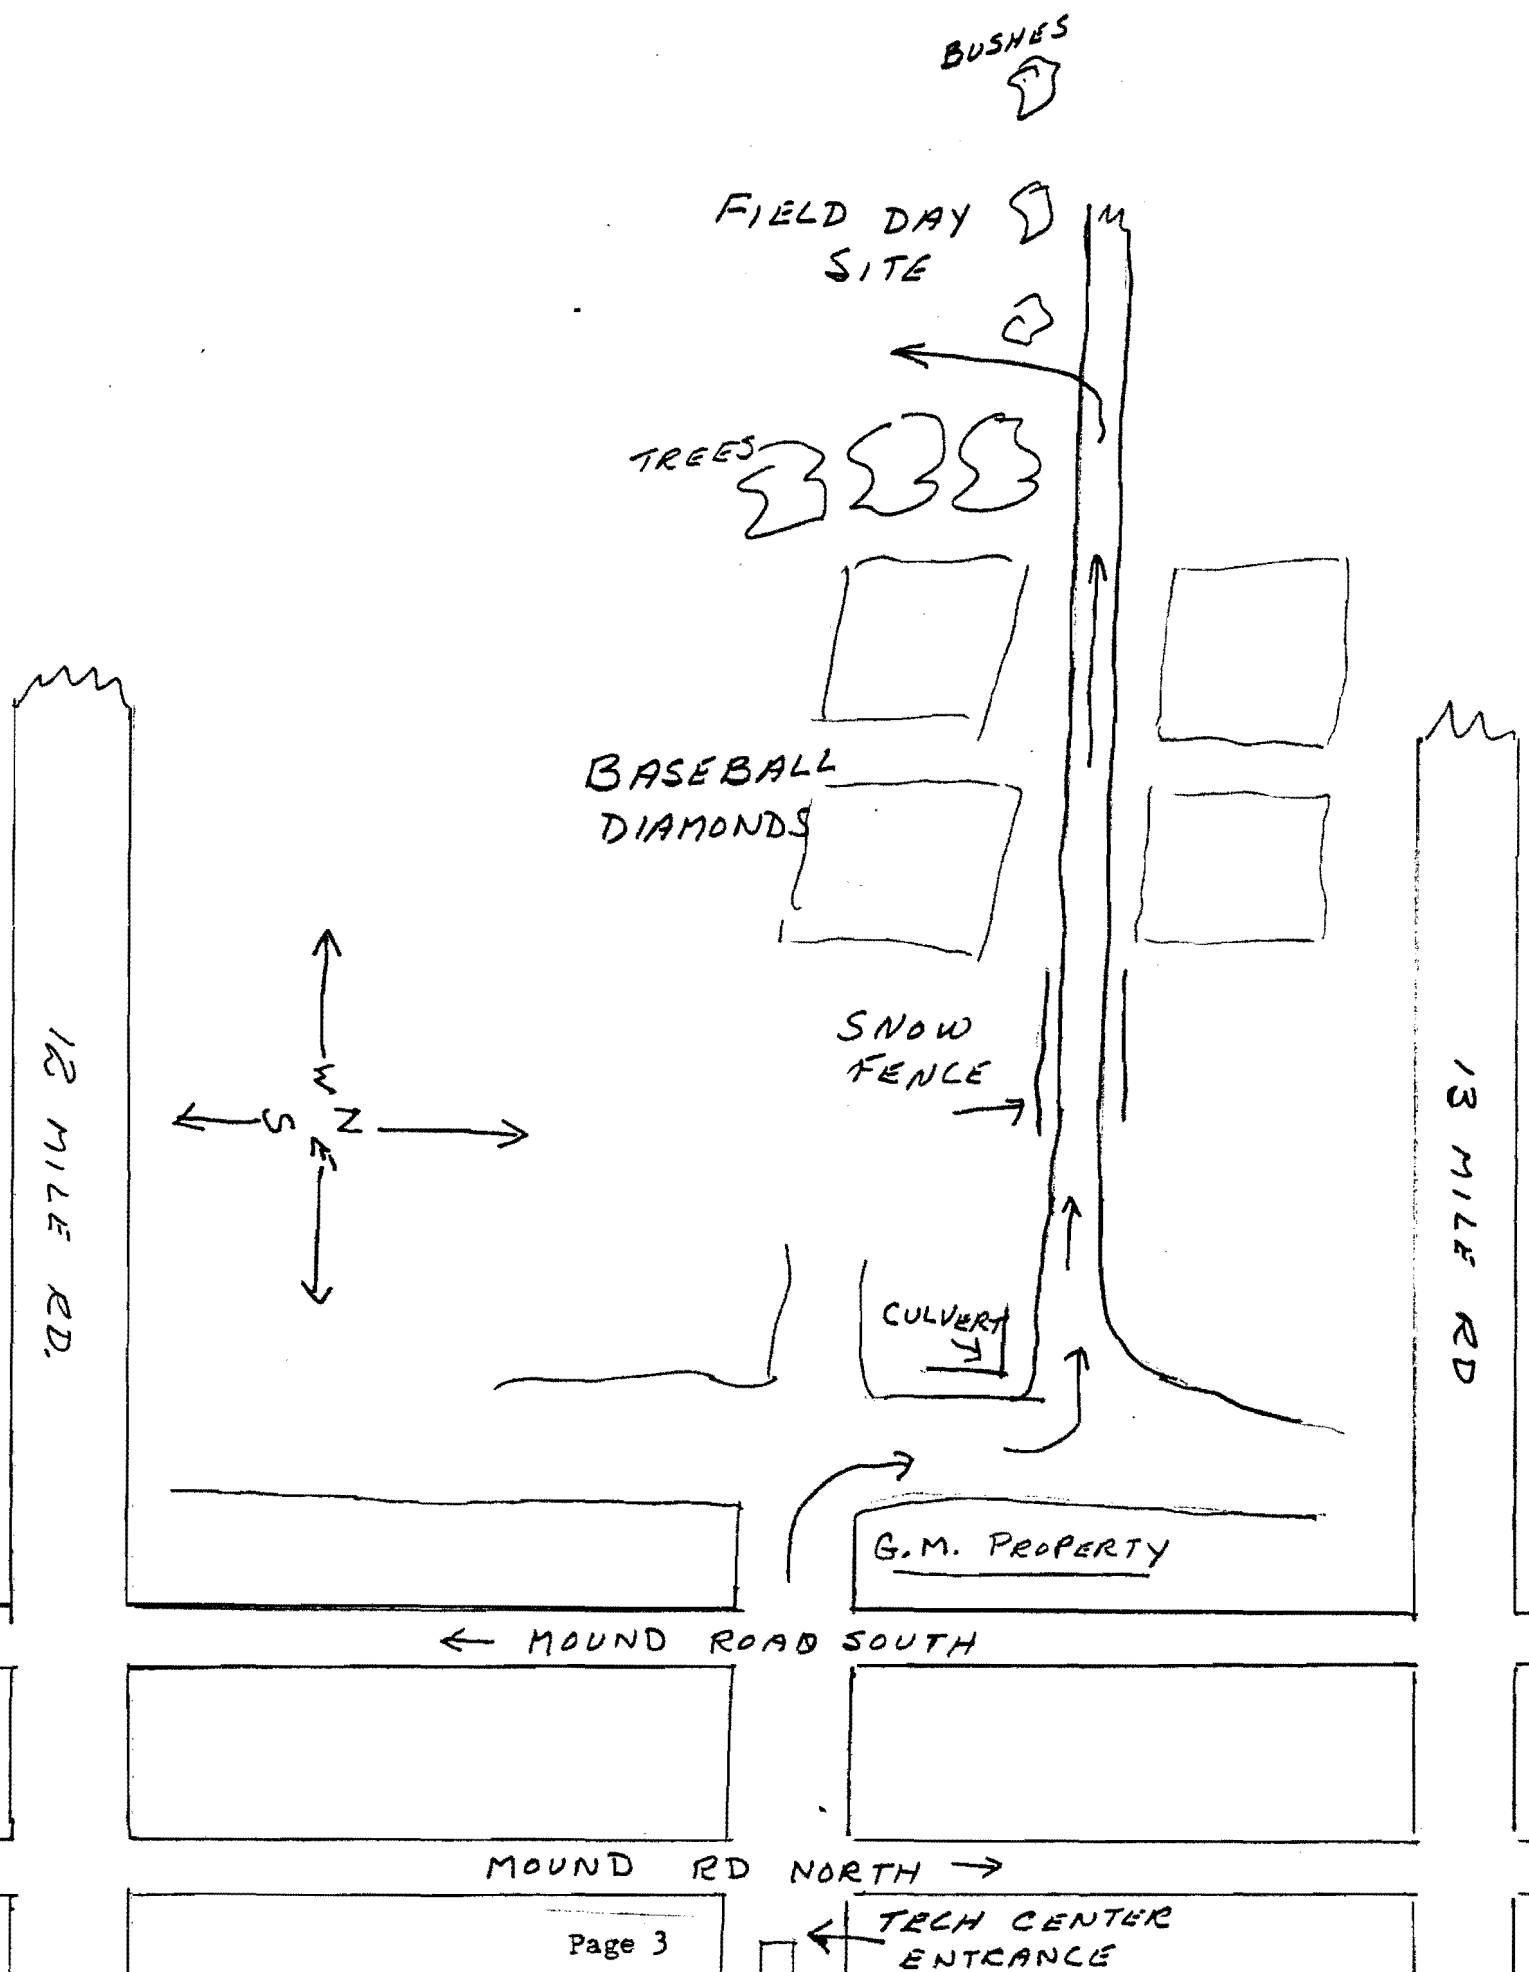 BUSHES
FIELD DAY
SITE
TREES
BASEBALL
DIAMONDS
SNOW
FENCE
W
S N
E
12 MILE RD.
13 MILE RD
CULVERT
G.M. PROPERTY
← MOUND ROAD SOUTH
MOUND RD NORTH →
TECH CENTER
ENTRANCE
Page 3